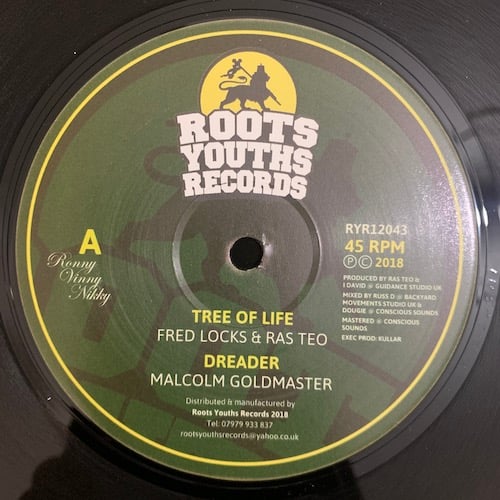 ROOTS
YOUTHS
RECORDS
A
Ronny
Vinny
Nikky
RYR12043
45 RPM
Ⓟ © 2018
PRODUCED BY RAS TEO &
I DAVID @ GUIDANCE STUDIO UK
MIXED BY RUSS D @ BACKYARD
MOVEMENTS STUDIO UK &
DOUGIE @ CONSCIOUS SOUNDS
MASTERED @ CONSCIOUS
SOUNDS
EXEC PROD: KULLAR
TREE OF LIFE
FRED LOCKS & RAS TEO
DREADER
MALCOLM GOLDMASTER
Distributed & manufactured by
Roots Youths Records 2018
Tel: 07979 933 837
rootsyouthsrecords@yahoo.co.uk